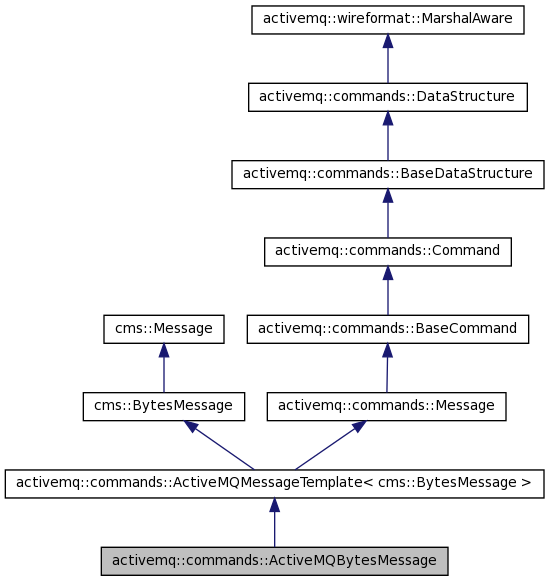 activemq::wireformat::MarshalAware
activemq::commands::DataStructure
activemq::commands::BaseDataStructure
activemq::commands::Command
cms::Message
activemq::commands::BaseCommand
cms::BytesMessage
activemq::commands::Message
activemq::commands::ActiveMQMessageTemplate< cms::BytesMessage >
activemq::commands::ActiveMQBytesMessage